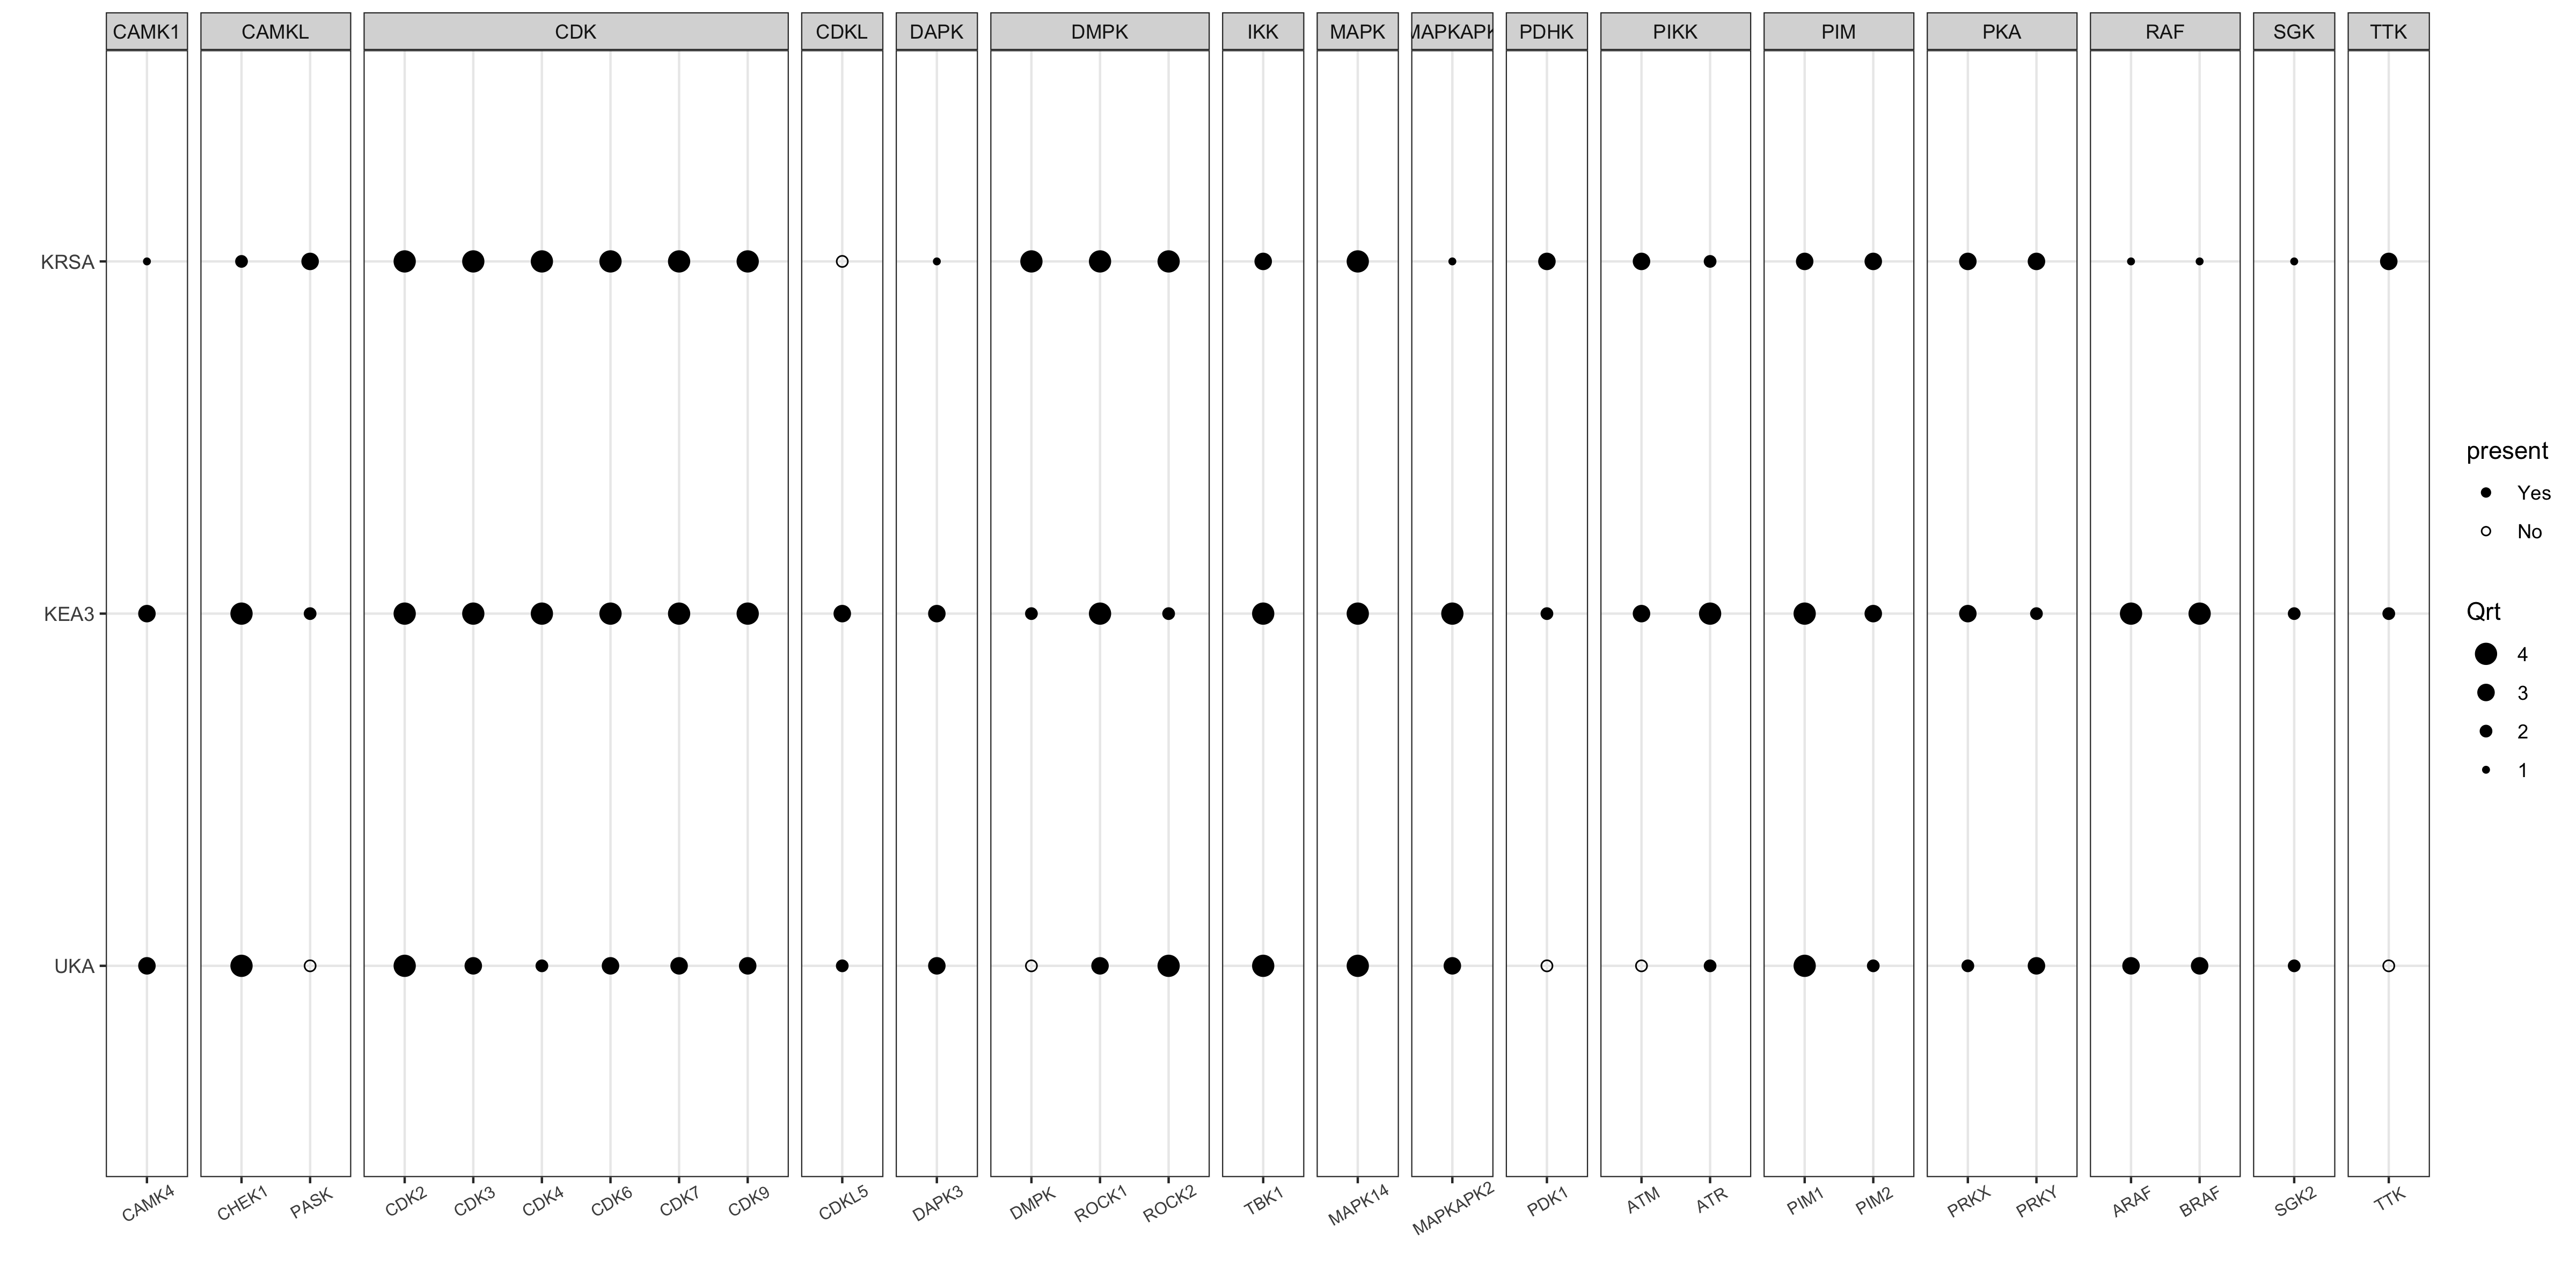 CAMK1 CAMKL CDK CDKL DAPK DMPK IKK MAPK MAPKAPK PDHK PIKK PIM PKA RAF SGK TTK
KRSA
KEA3
UKA
CAMK4 CHEK1 PASK CDK2 CDK3 CDK4 CDK6 CDK7 CDK9 CDKL5 DAPK3 DMPK ROCK1 ROCK2 TBK1 MAPK14 MAPKAPK2 PDK1 ATM ATR PIM1 PIM2 PRKX PRKY ARAF BRAF SGK2 TTK
present
Yes
No
Qrt
4
3
2
1